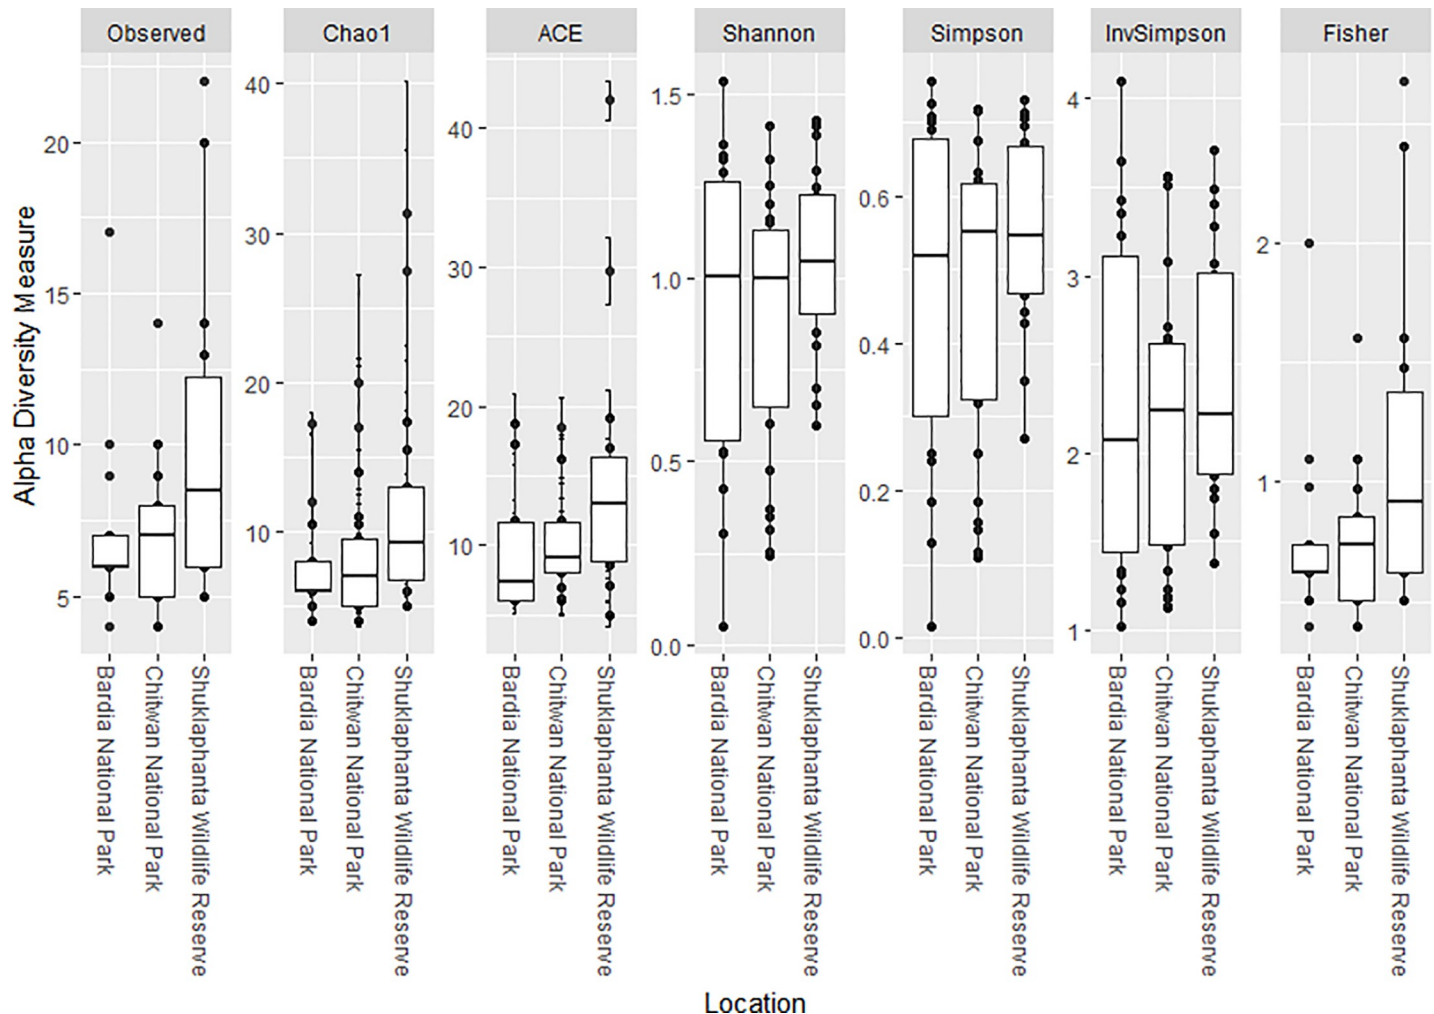 Observed
Chao1
ACE
Shannon
Simpson
InvSimpson
Fisher
Alpha Diversity Measure
20
15
10
5
40
30
20
10
40
30
20
10
1.5
1.0
0.5
0.0
0.6
0.4
0.2
0.0
4
3
2
1
2
1
Bardia National Park
Chitwan National Park
Shuklaphanta Wildlife Reserve
Bardia National Park
Chitwan National Park
Shuklaphanta Wildlife Reserve
Bardia National Park
Chitwan National Park
Shuklaphanta Wildlife Reserve
Bardia National Park
Chitwan National Park
Shuklaphanta Wildlife Reserve
Bardia National Park
Chitwan National Park
Shuklaphanta Wildlife Reserve
Bardia National Park
Chitwan National Park
Shuklaphanta Wildlife Reserve
Bardia National Park
Chitwan National Park
Shuklaphanta Wildlife Reserve
Location